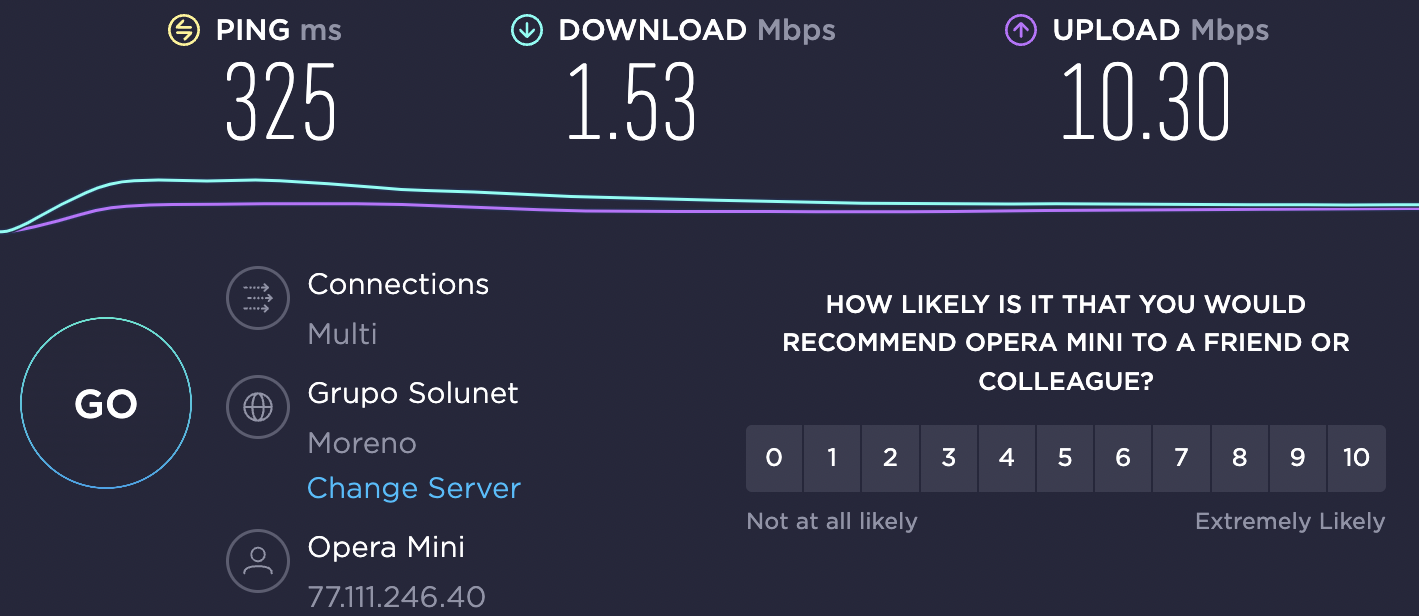 PING ms
DOWNLOAD Mbps
UPLOAD Mbps
325
1.53
10.30
Connections
Multi
Grupo Solunet
Moreno
Change Server
Opera Mini
77.111.246.40
GO
HOW LIKELY IS IT THAT YOU WOULD
RECOMMEND OPERA MINI TO A FRIEND OR
COLLEAGUE?
0 1 2 3 4 5 6 7 8 9 10
Not at all likely
Extremely Likely